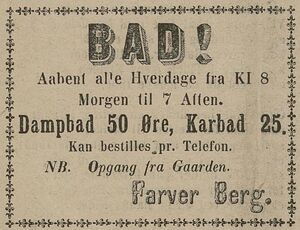 BAD!
Aabent alle Hverdage fra Kl 8
Morgen til 7 Aften.
Dampbad 50 Øre, Karbad 25.
Kan bestilles pr. Telefon.
NB. Opgang fra Gaarden.
Farver Berg.